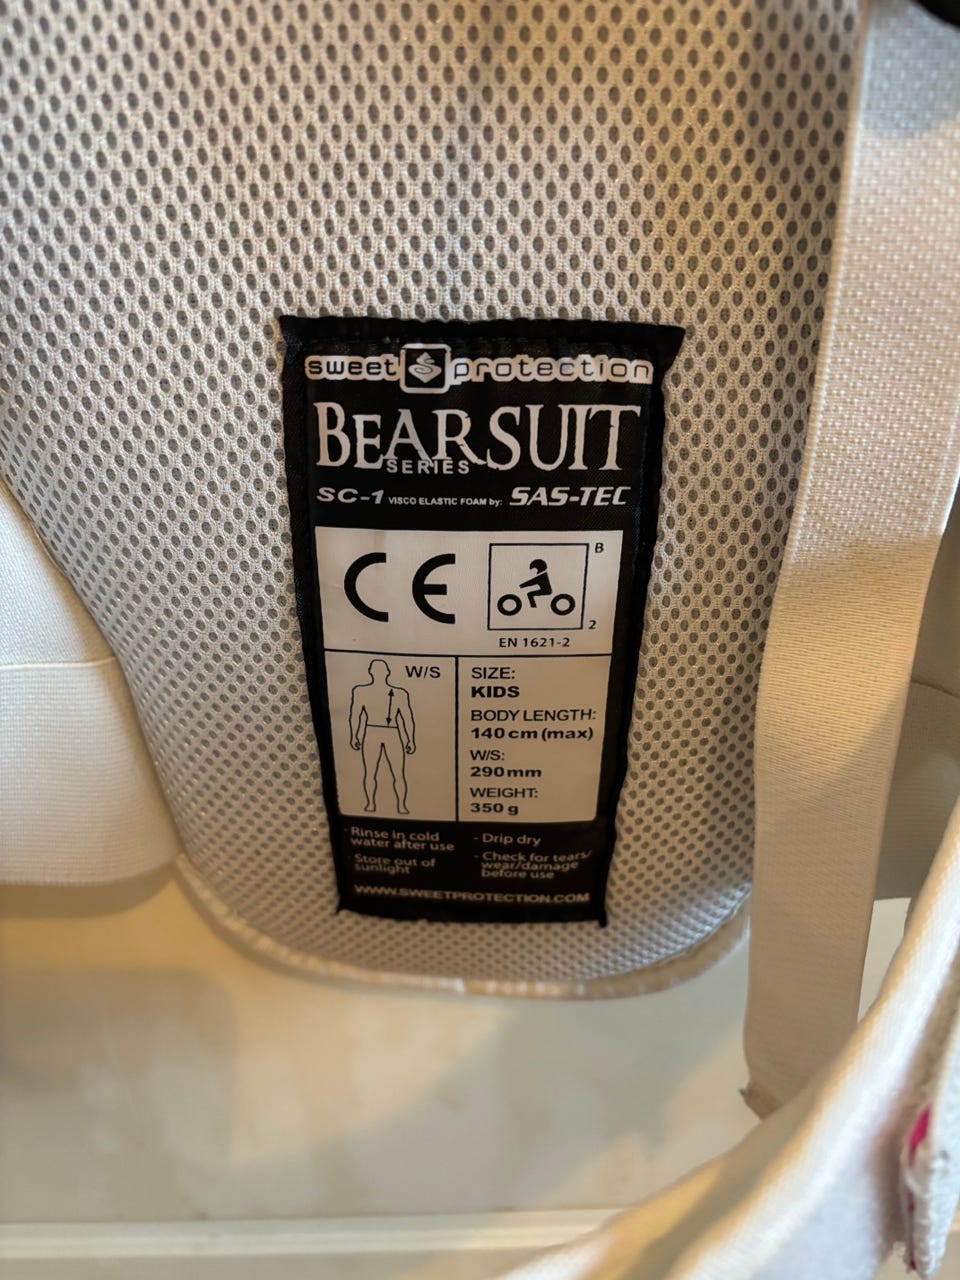 sweet protection
BEARSUIT
SERIES
SC-1 VISCO ELASTIC FOAM by: SAS-TEC
CE
B
2
EN 1621-2
W/S
SIZE:
KIDS
BODY LENGTH:
140 cm (max)
W/S:
290mm
WEIGHT:
350 g
- Rinse in cold
water after use
- Store out of
sunlight
- Drip dry
- Check for tears/
wear/damage
before use
WWW.SWEETPROTECTION.COM